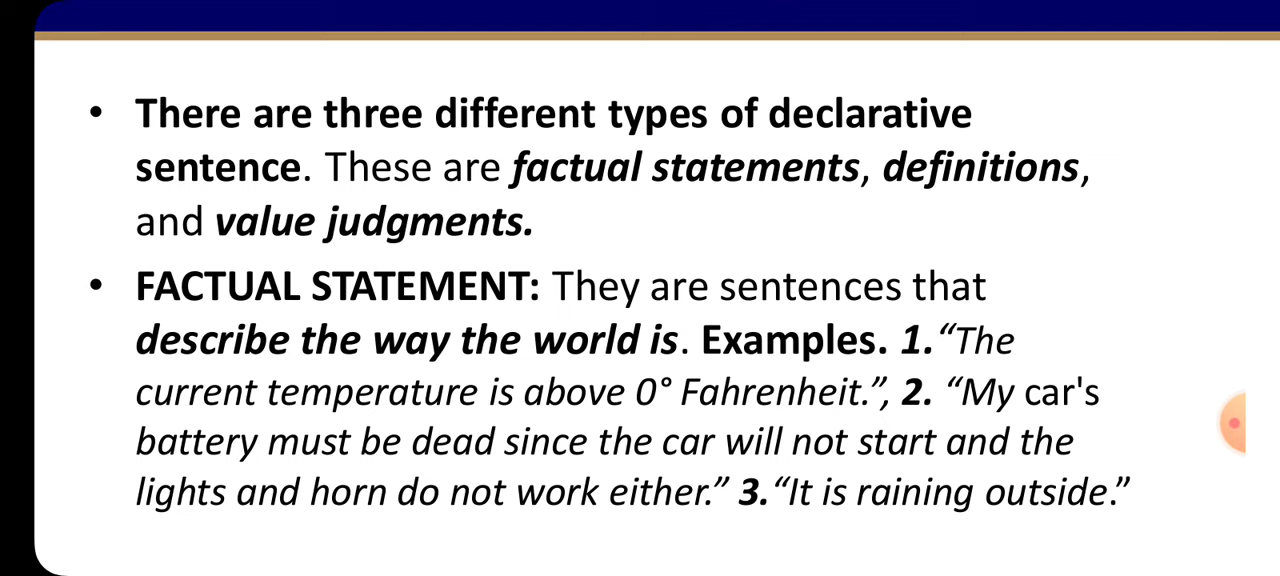 • There are three different types of declarative
sentence. These are factual statements, definitions,
and value judgments.
• FACTUAL STATEMENT: They are sentences that
describe the way the world is. Examples. 1.“The
current temperature is above 0° Fahrenheit.”, 2. “My car's
battery must be dead since the car will not start and the
lights and horn do not work either.” 3.“It is raining outside.”